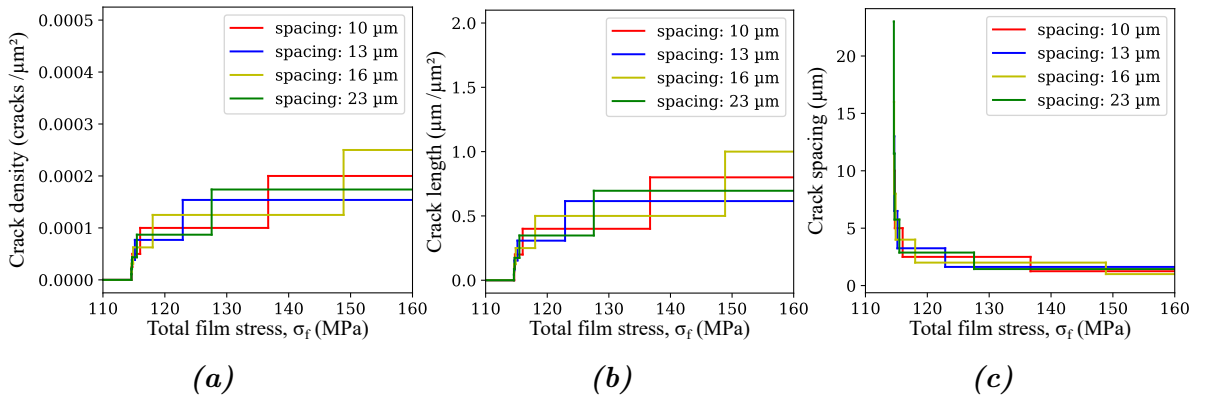 Crack density (cracks /μm²)
0.0005
0.0004
0.0003
0.0002
0.0001
0.0000
spacing: 10 μm
spacing: 13 μm
spacing: 16 μm
spacing: 23 μm
110 120 130 140 150 160
Total film stress, σf (MPa)
(a)
Crack length (μm /μm²)
2.0
1.5
1.0
0.5
0.0
spacing: 10 μm
spacing: 13 μm
spacing: 16 μm
spacing: 23 μm
110 120 130 140 150 160
Total film stress, σf (MPa)
(b)
Crack spacing (μm)
20
15
10
5
0
spacing: 10 μm
spacing: 13 μm
spacing: 16 μm
spacing: 23 μm
110 120 130 140 150 160
Total film stress, σf (MPa)
(c)